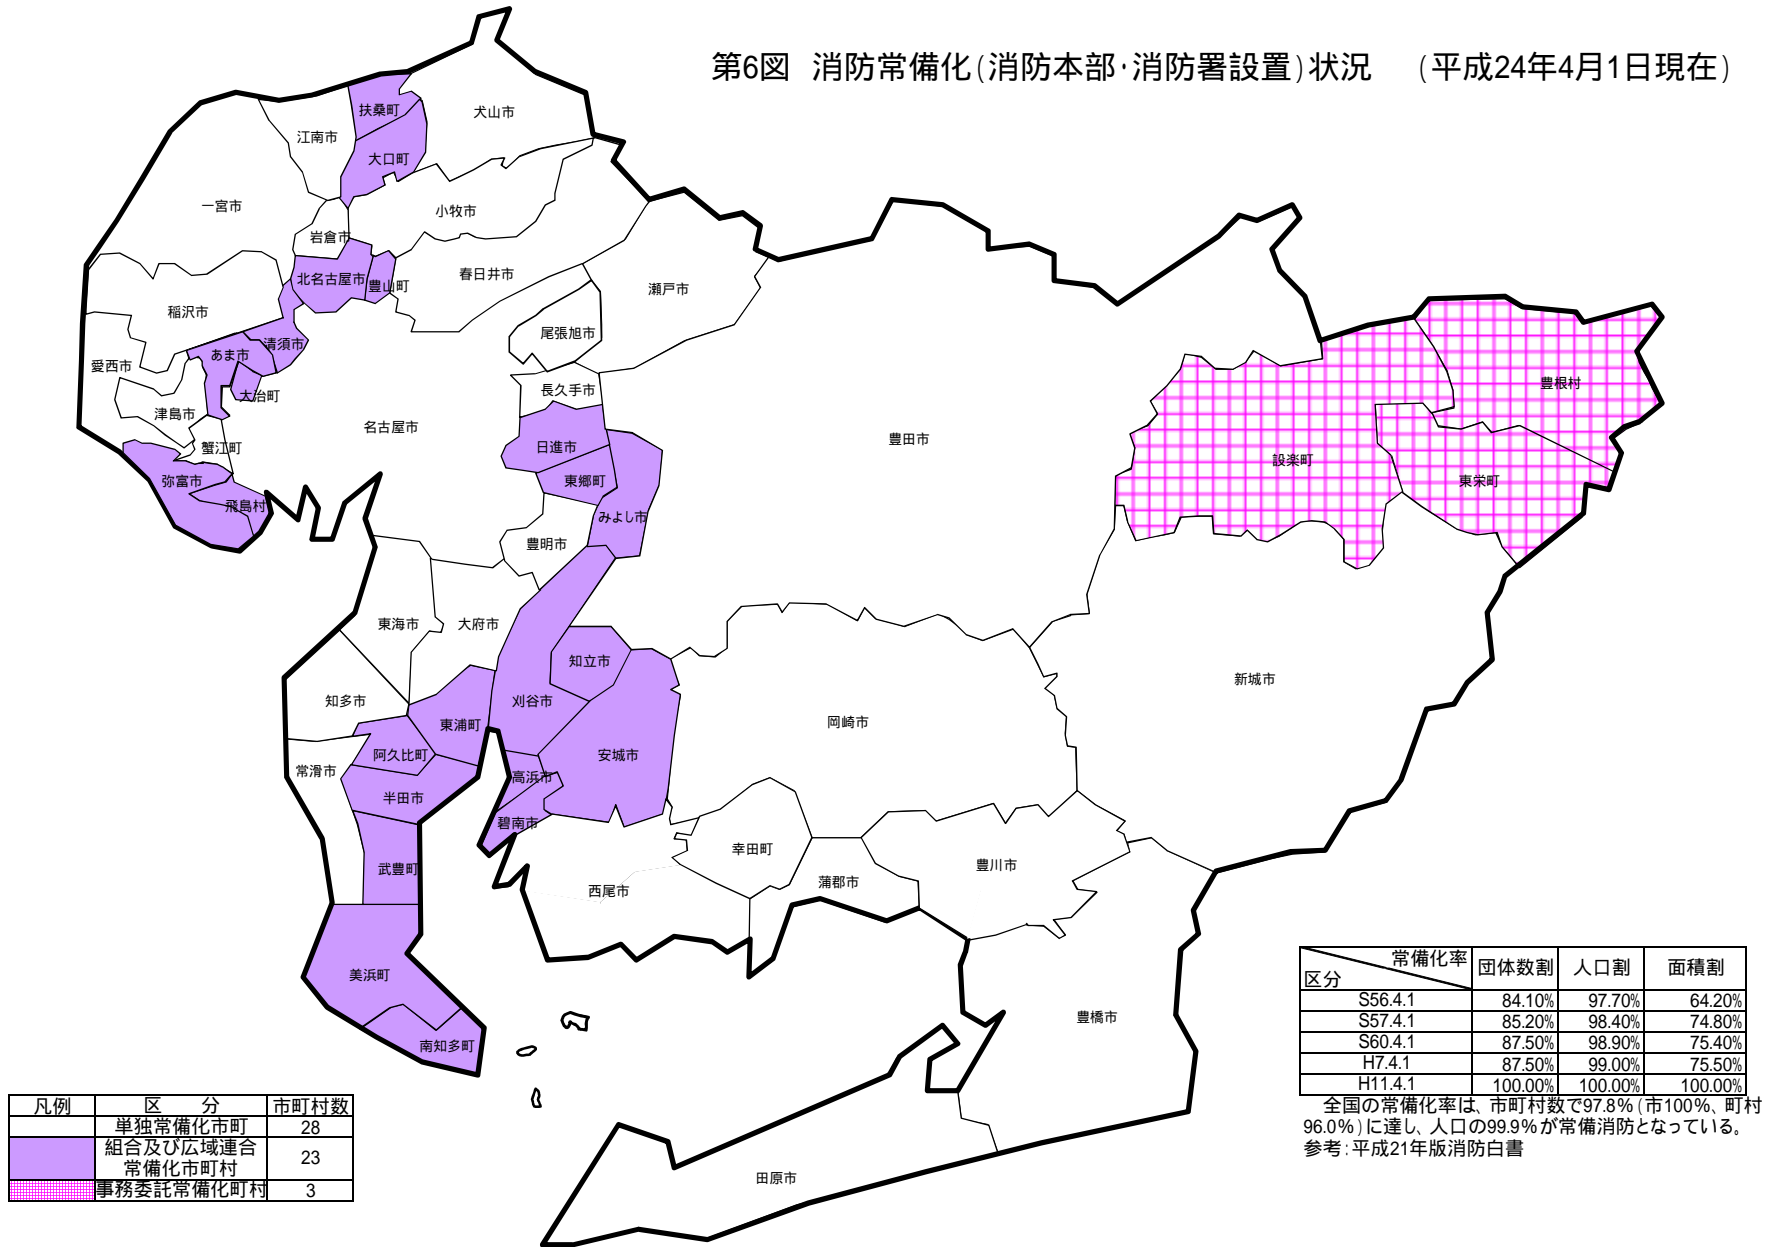 第6図 消防常備化(消防本部・消防署設置)状況 (平成24年4月1日現在)
扶桑町
犬山市
江南市
大口町
一宮市
小牧市
岩倉市
北名古屋市
豊山町
春日井市
瀬戸市
稲沢市
尾張旭市
清須市
あま市
愛西市
大治町
長久手市
津島市
豊根村
名古屋市
豊田市
蟹江町
日進市
設楽町
弥富市
東郷町
東栄町
飛島村
みよし市
豊明市
東海市
大府市
知立市
新城市
知多市
刈谷市
東浦町
岡崎市
阿久比町
安城市
常滑市
高浜市
半田市
碧南市
幸田町
豊川市
武豊町
西尾市
蒲郡市
美浜町
豊橋市
南知多町
田原市
常備化率
区分 団体数割 人口割 面積割
S56.4.1 84.10% 97.70% 64.20%
S57.4.1 85.20% 98.40% 74.80%
S60.4.1 87.50% 98.90% 75.40%
H7.4.1 87.50% 99.00% 75.50%
H11.4.1 100.00% 100.00% 100.00%
全国の常備化率は、市町村数で97.8%(市100%、町村
96.0%)に達し、人口の99.9%が常備消防となっている。
参考:平成21年版消防白書
凡例 区 分 市町村数
単独常備化市町 28
組合及び広域連合
常備化市町村 23
事務委託常備化町村 3